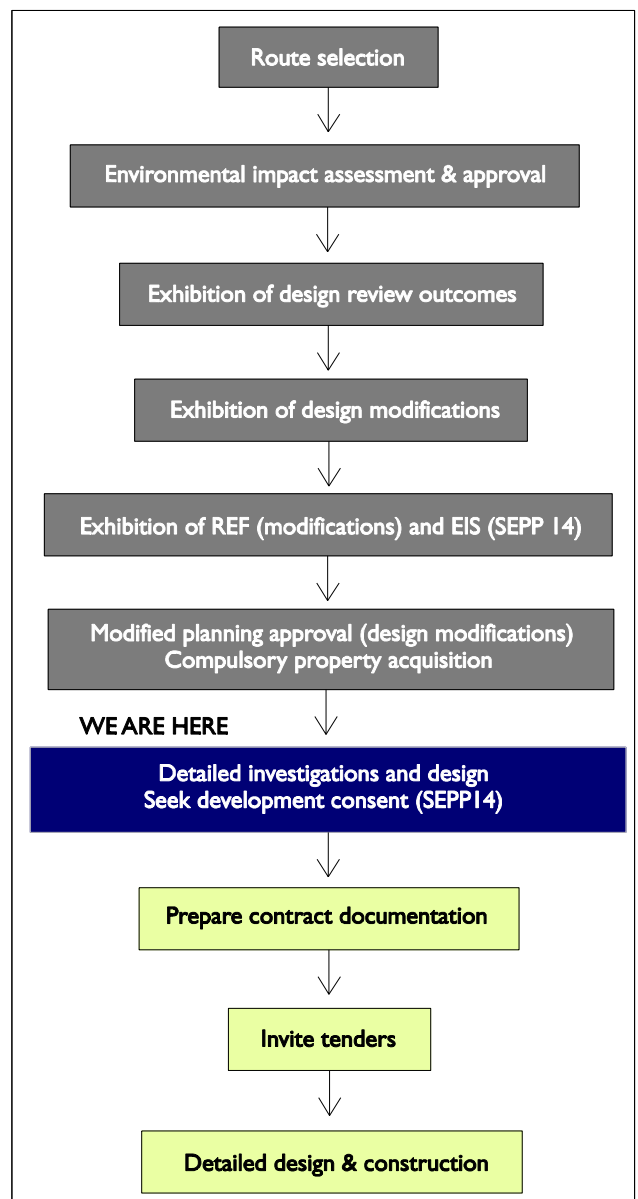 Route selection
Environmental impact assessment & approval
Exhibition of design review outcomes
Exhibition of design modifications
Exhibition of REF (modifications) and EIS (SEPP 14)
Modified planning approval (design modifications)
Compulsory property acquisition
WE ARE HERE
Detailed investigations and design
Seek development consent (SEPP14)
Prepare contract documentation
Invite tenders
Detailed design & construction